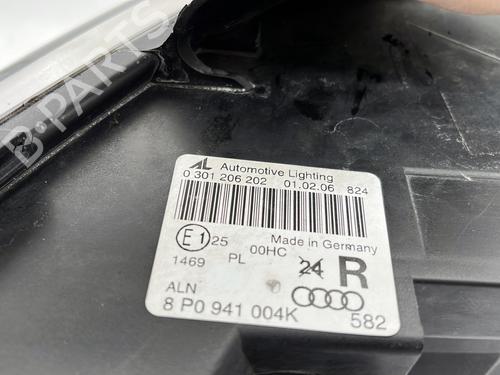 B-PARTS
AL Automotive Lighting
0 301 206 202 01.02.06 824
E1 25 00HC Made in Germany
1469 PL 24 R
ALN
8 P0 941 004K 582